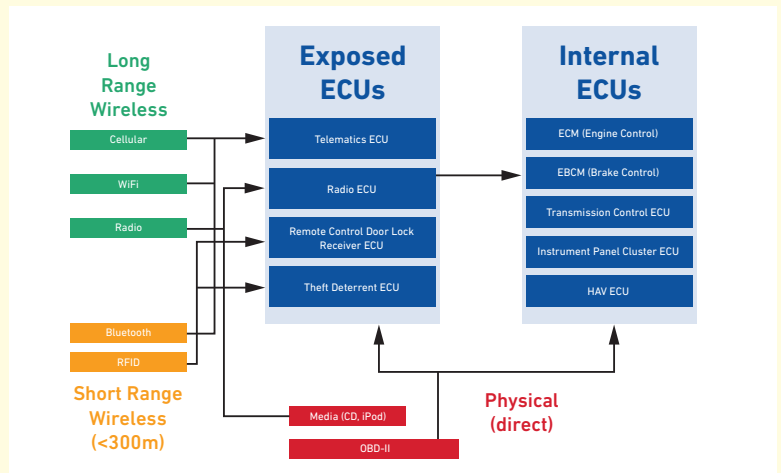 Long
Range
Wireless
Cellular
WiFi
Radio
Bluetooth
RFID
Short Range
Wireless
(<300m)
Exposed
ECUs
Telematics ECU
Radio ECU
Remote Control Door Lock
Receiver ECU
Theft Deterrent ECU
Internal
ECUs
ECM (Engine Control)
EBCM (Brake Control)
Transmission Control ECU
Instrument Panel Cluster ECU
HAV ECU
Media (CD, iPod)
OBD-II
Physical
(direct)